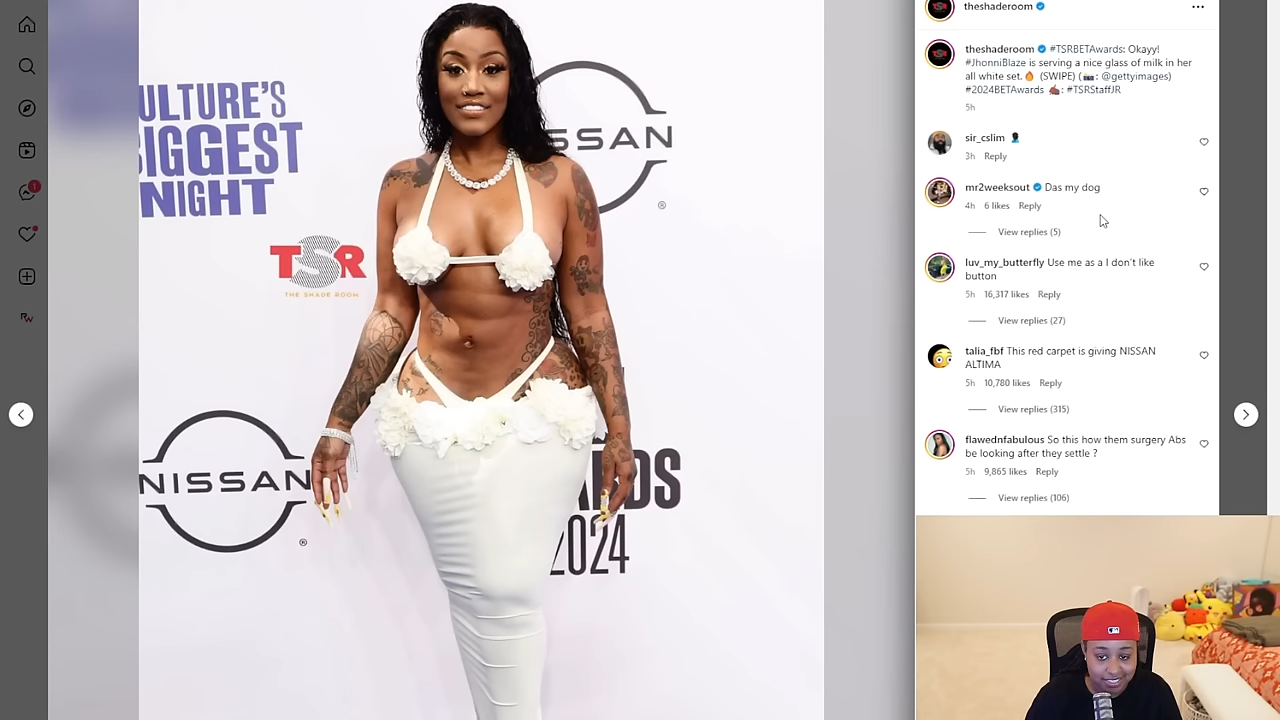 ULTURE'S
BIGGEST
NIGHT
TSR
THE SHADE ROOM
SSAN
®
NISSAN
®
ARDS
2024
theshaderoom
theshaderoom #TSRBETAwards: Okayy!
#JhonniBlaze is serving a nice glass of milk in her
all white set.🔥 (SWIPE) (📷: @gettyimages)
#2024BETAwards ✍🏾: #TSRStaffJR
5h
sir_cslim 👤
3h Reply
mr2weeksout Das my dog
4h 6 likes Reply
View replies (5)
luv_my_butterfly Use me as a I don't like
button
5h 16,317 likes Reply
View replies (27)
talia_fbf This red carpet is giving NISSAN
ALTIMA
5h 10,780 likes Reply
View replies (315)
flawednfabulous So this how them surgery Abs
be looking after they settle ?
5h 9,865 likes Reply
View replies (106)
1